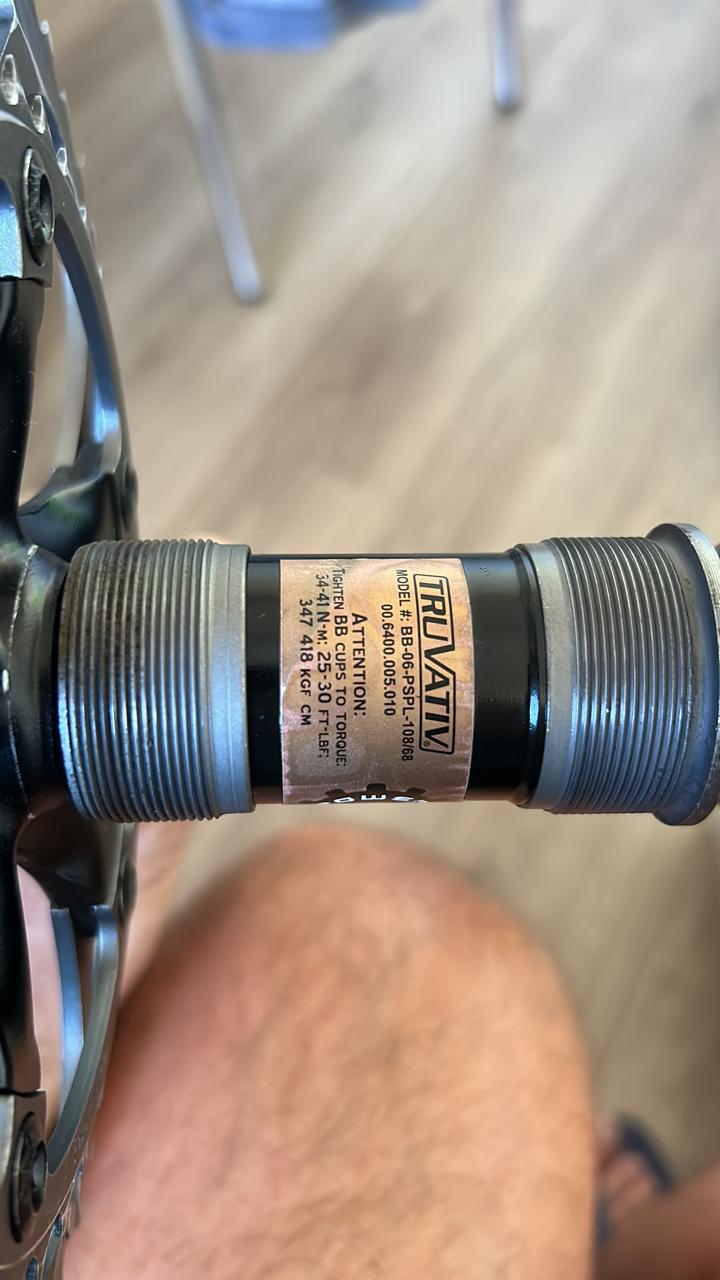 TRUVATIV®
MODEL #: BB-06-PSPL-108/68
00.6400.005.010
ATTENTION:
TIGHTEN BB CUPS TO TORQUE:
34-41 N-M; 25-30 FT-LBF;
347 418 KGF CM